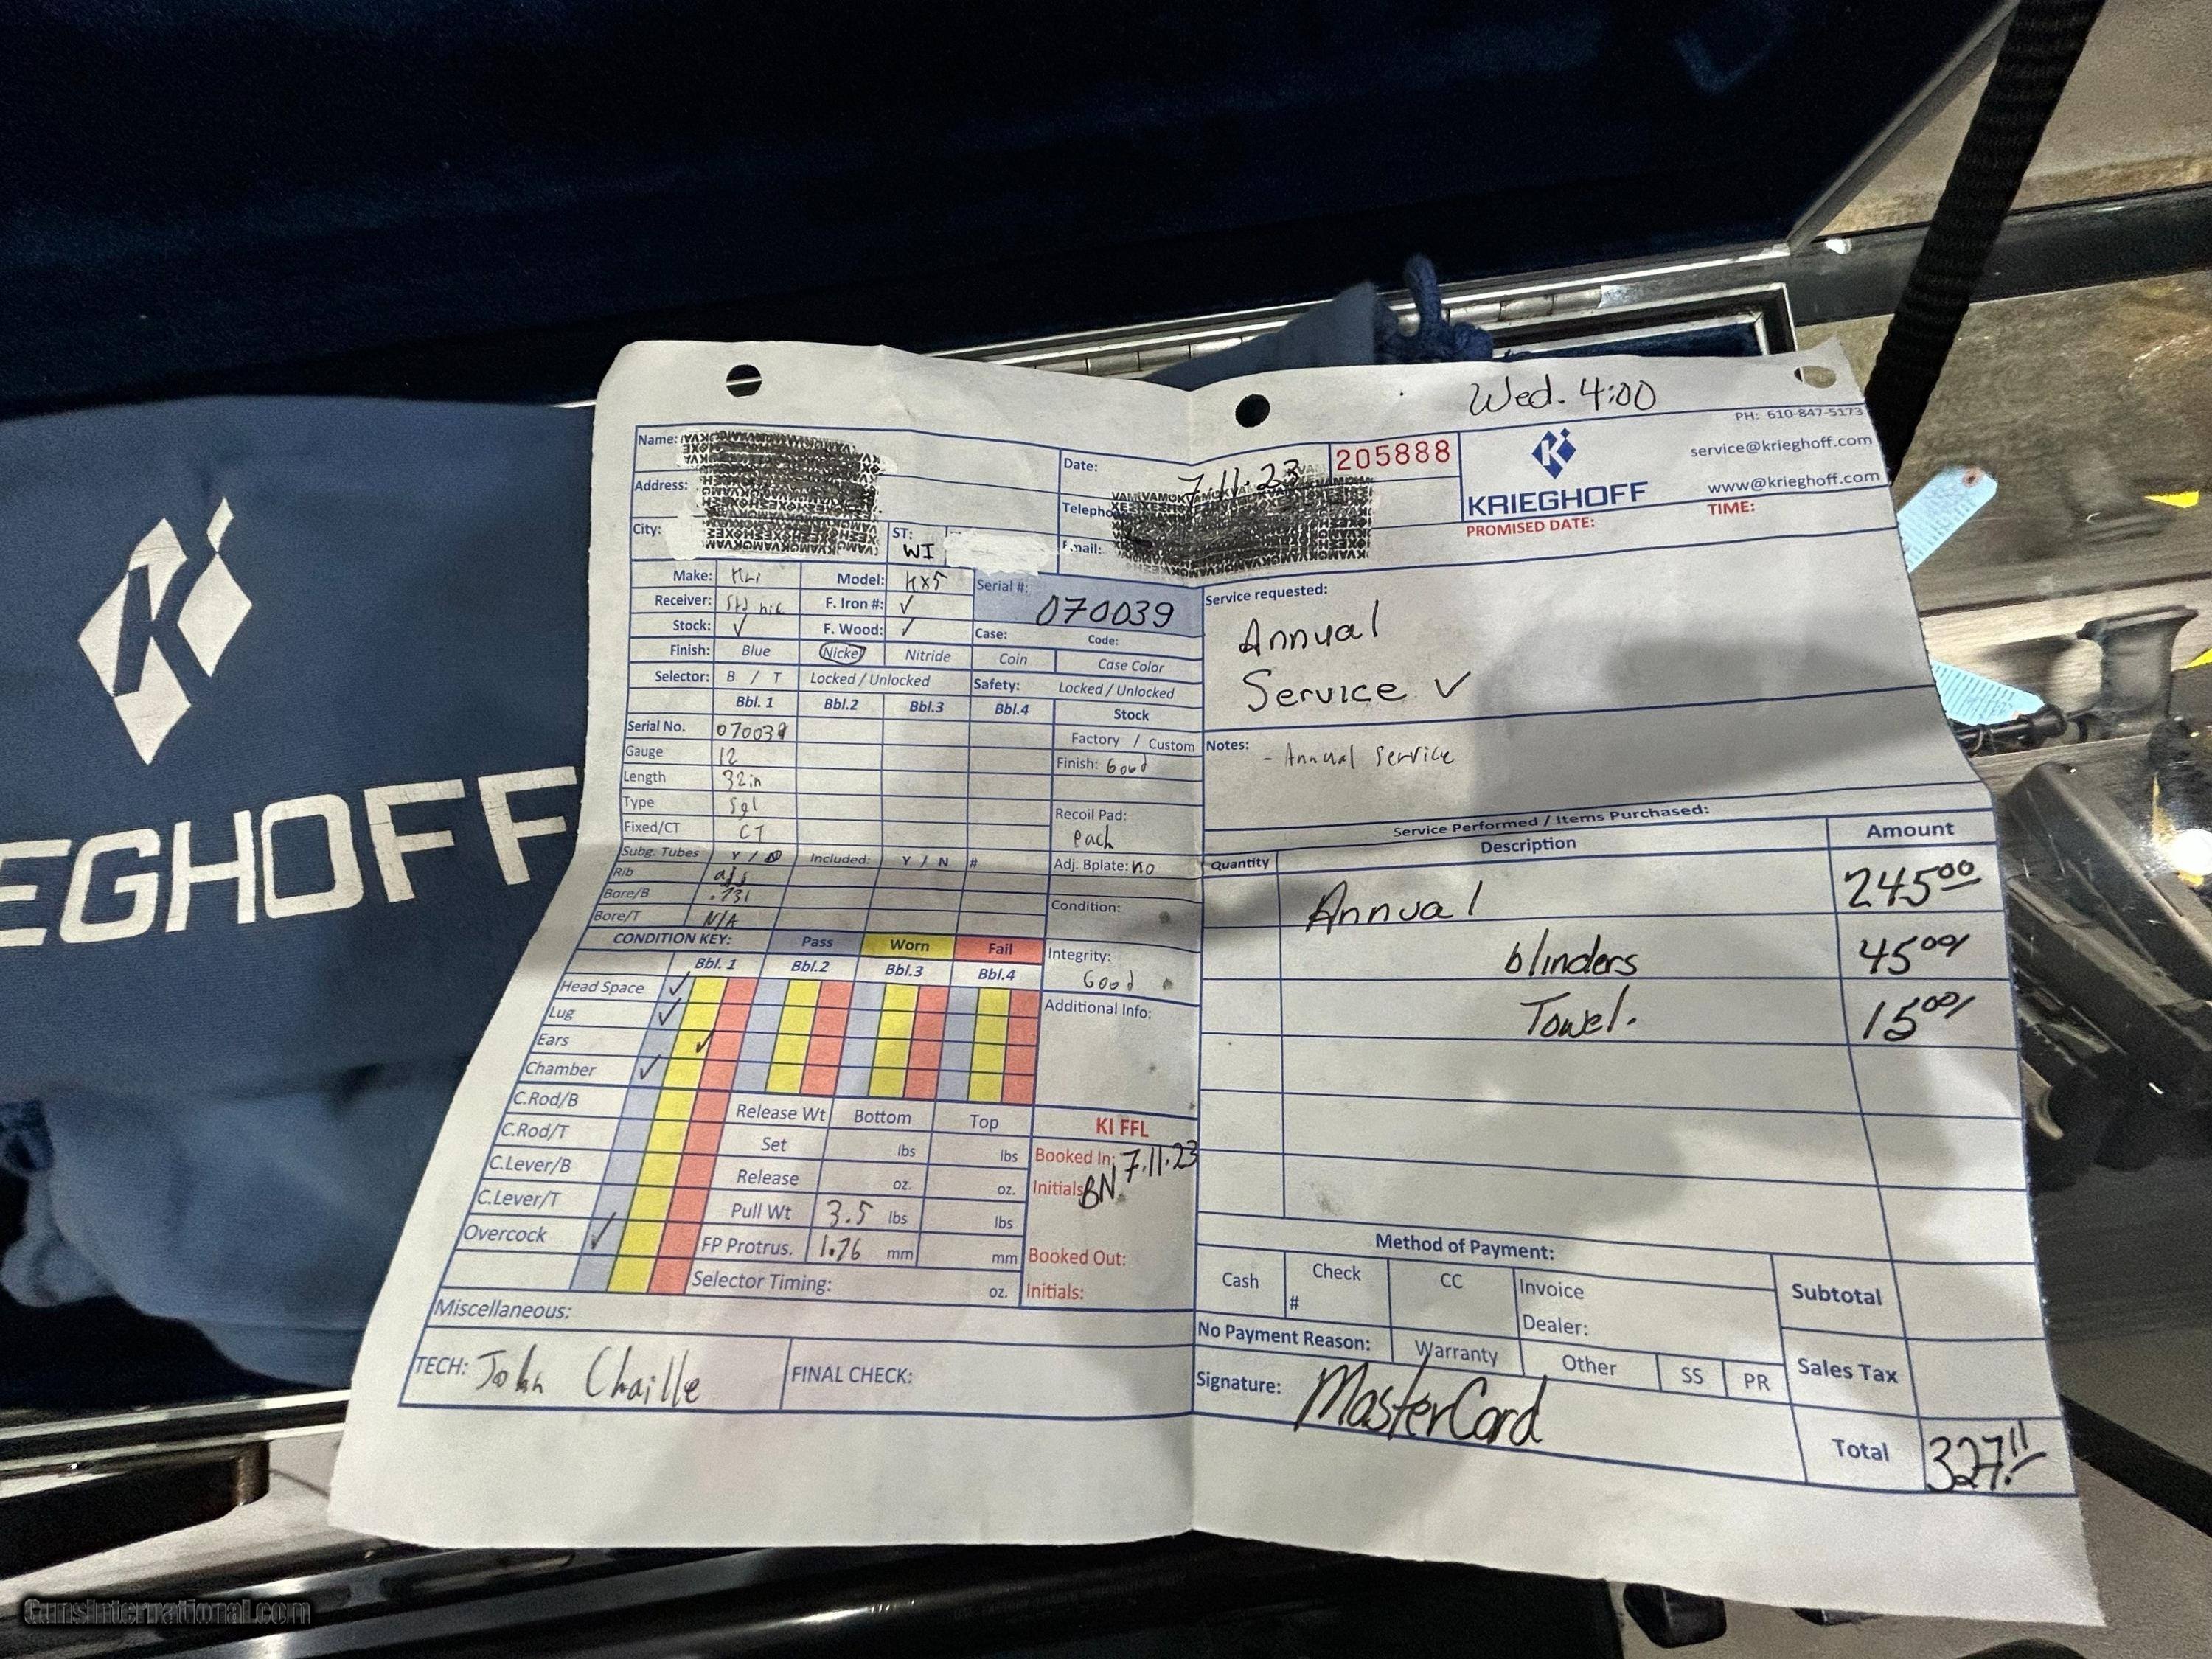 Wed. 4:00
PH: 610-847-5173
service@krieghoff.com
www@krieghoff.com
KRIEGHOFF
PROMISED DATE: TIME:
Name:
Date: 7.11.23
205888
Address:
Telepho
City:
ST: WI
Email:
Make: Kri Model: KX5 Serial #: 070039
Receiver: Std nic F. Iron #: ✓
Stock: ✓ F. Wood: ✓ Case: Code:
Finish: Blue Nickel Nitride Coin Case Color
Selector: B / T Locked / Unlocked Safety: Locked / Unlocked
Bbl. 1 Bbl.2 Bbl.3 Bbl.4 Stock
Serial No. 070039 Factory / Custom
Gauge 12 Finish: Good
Length 32in
Type Sgl Recoil Pad:
Fixed/CT CT Pach
Subg. Tubes Y / N Included: Y / N # Adj. Bplate: no
Rib adj
Bore/B .731 Condition:
Bore/T N/A
CONDITION KEY: Pass Worn Fail Integrity:
Bbl. 1 Bbl.2 Bbl.3 Bbl.4 Good
Head Space ✓ Additional Info:
Lug ✓
Ears ✓
Chamber ✓
C.Rod/B Release Wt Bottom Top KI FFL
C.Rod/T Set lbs lbs Booked In: 7.11.23
C.Lever/B Release oz. oz. Initials BN
C.Lever/T Pull Wt 3.5 lbs lbs
Overcock ✓ FP Protrus. 1.76 mm mm Booked Out:
Selector Timing: oz. Initials:
Miscellaneous:
TECH: John Chaille FINAL CHECK:
Service requested:
Annual
Service ✓
Notes:
- Annual Service
Service Performed / Items Purchased:
Quantity Description Amount
Annual 245.00
blinders 45.00
Towel. 15.00
Method of Payment:
Cash Check # CC Invoice Subtotal
Dealer:
No Payment Reason: Warranty Other SS PR Sales Tax
Signature: MasterCard
Total 327.11
K
EGHOFF
GunsInternational.com